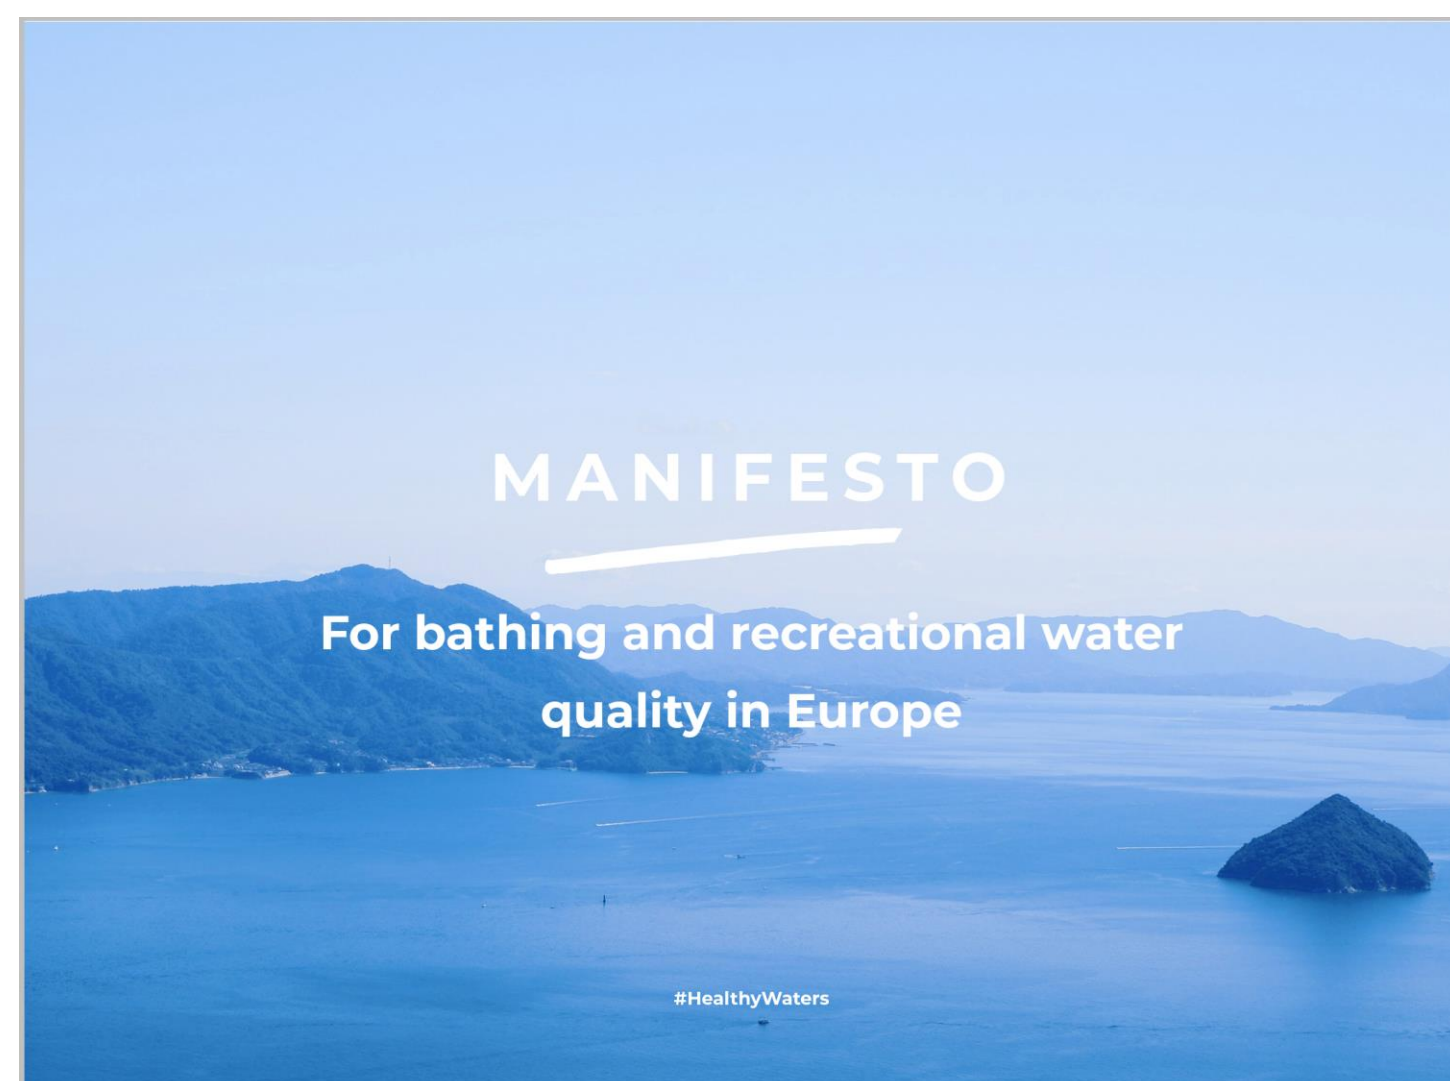 MANIFESTO
For bathing and recreational water
quality in Europe
#HealthyWaters